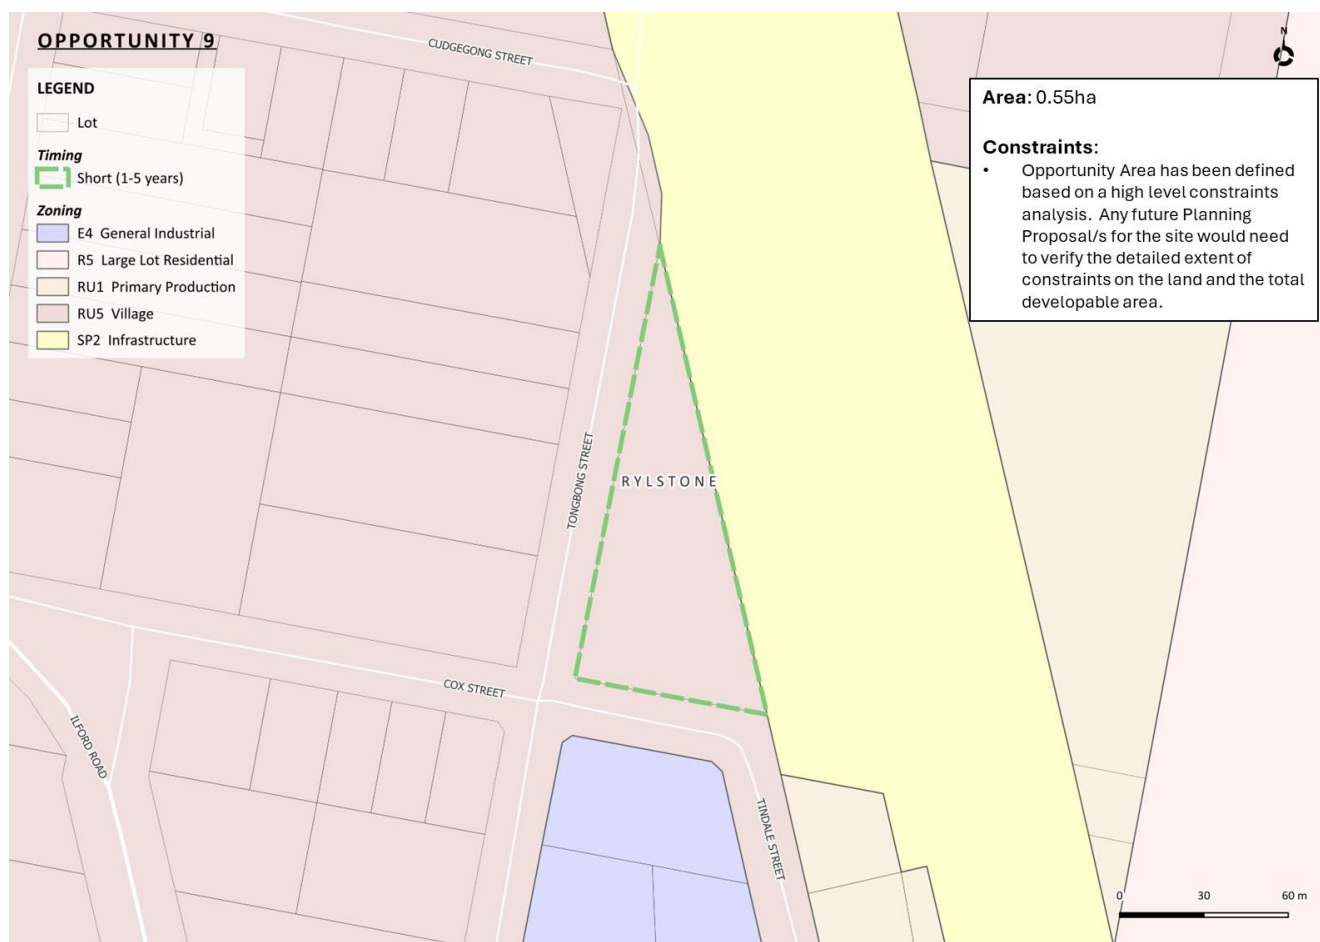 OPPORTUNITY 9
LEGEND
Lot
Timing
Short (1-5 years)
Zoning
E4 General Industrial
R5 Large Lot Residential
RU1 Primary Production
RU5 Village
SP2 Infrastructure
CUDGEGONG STREET
N
Area: 0.55ha
Constraints:
• Opportunity Area has been defined
based on a high level constraints
analysis. Any future Planning
Proposal/s for the site would need
to verify the detailed extent of
constraints on the land and the total
developable area.
TONGBONG STREET
RYLSTONE
COX STREET
ILFORD ROAD
TINDALE STREET
0 30 60 m